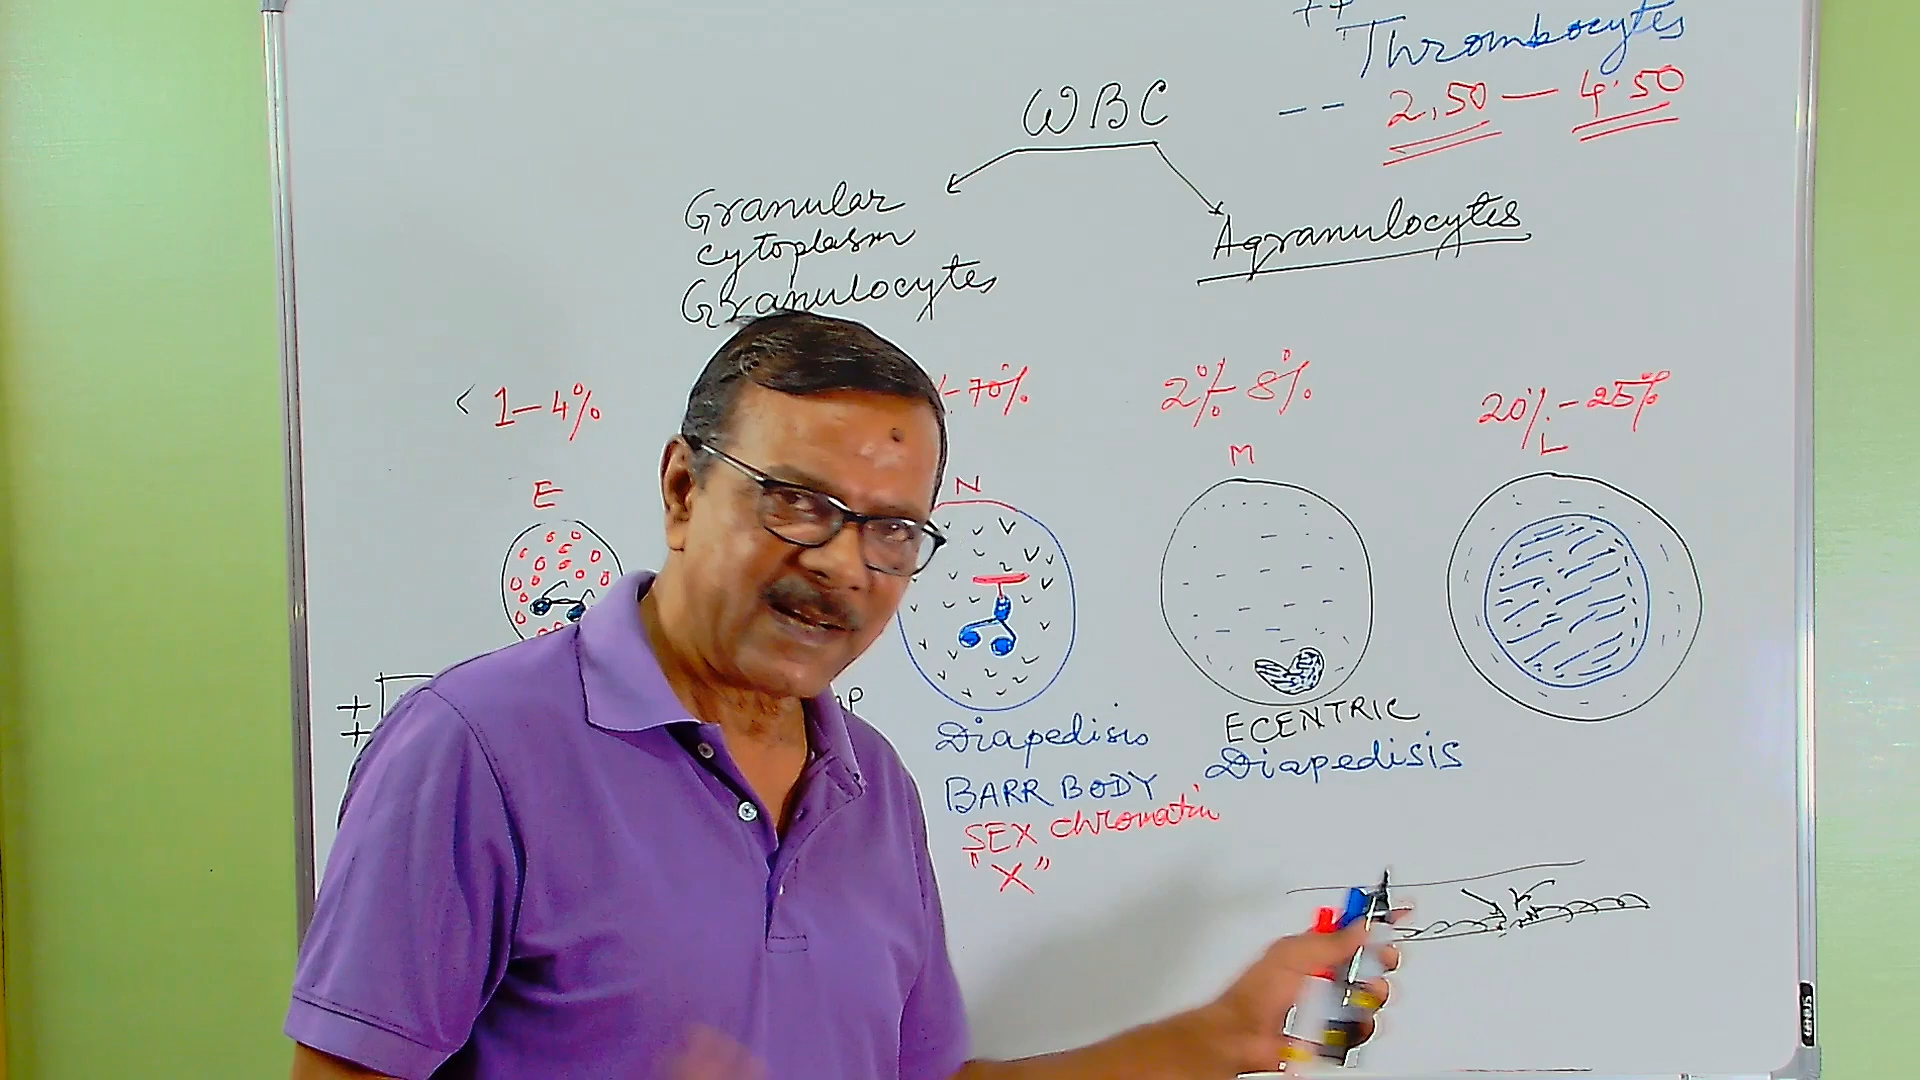 ++
Thrombocytes
-- 2,50 — 4.50
WBC
Granular
cytoplasm
Granulocytes
Agranulocytes
< 1-4%
-70%
2%-8%
20%-25%
E
N
M
L
+
+
P
Diapedisis
BARR BODY
SEX chromatin
"X"
ECENTRIC
Diapedisis